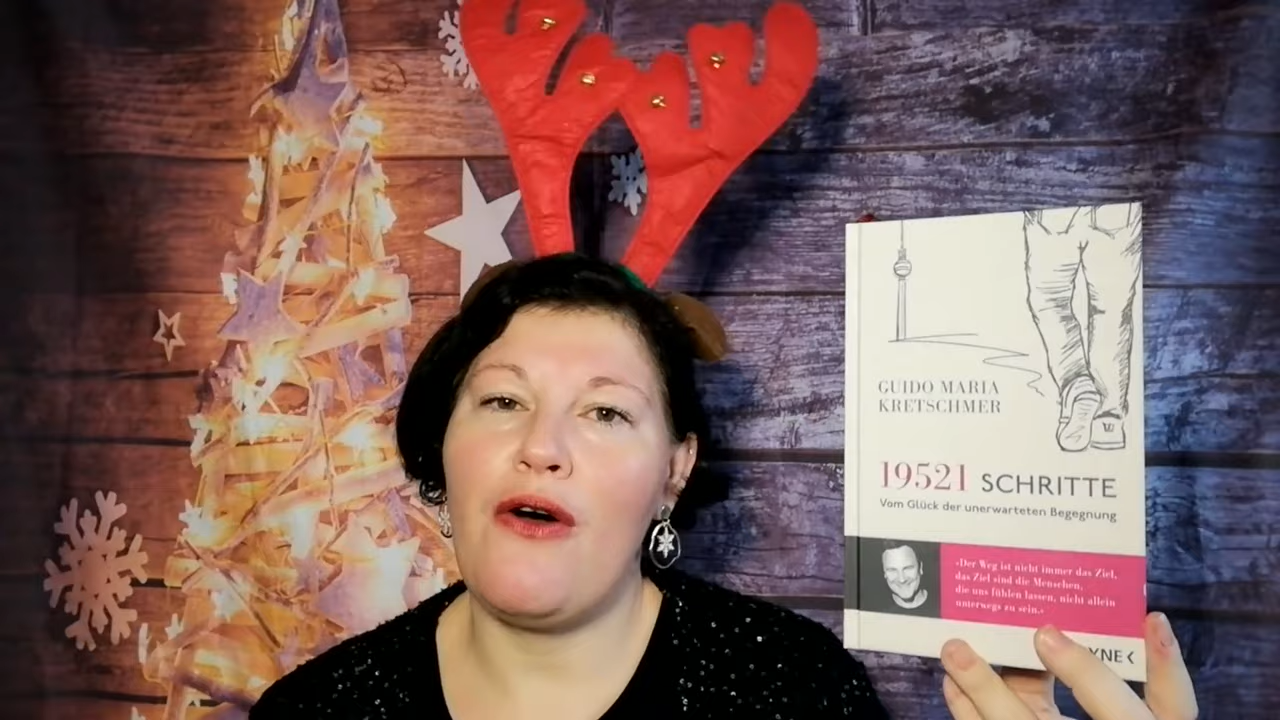 GUIDO MARIA
KRETSCHMER
19521 SCHRITTE
Vom Glück der unerwarteten Begegnung
»Der Weg ist nicht immer das Ziel,
das Ziel sind die Menschen,
die uns fühlen lassen, nicht allein
unterwegs zu sein.«
YNE